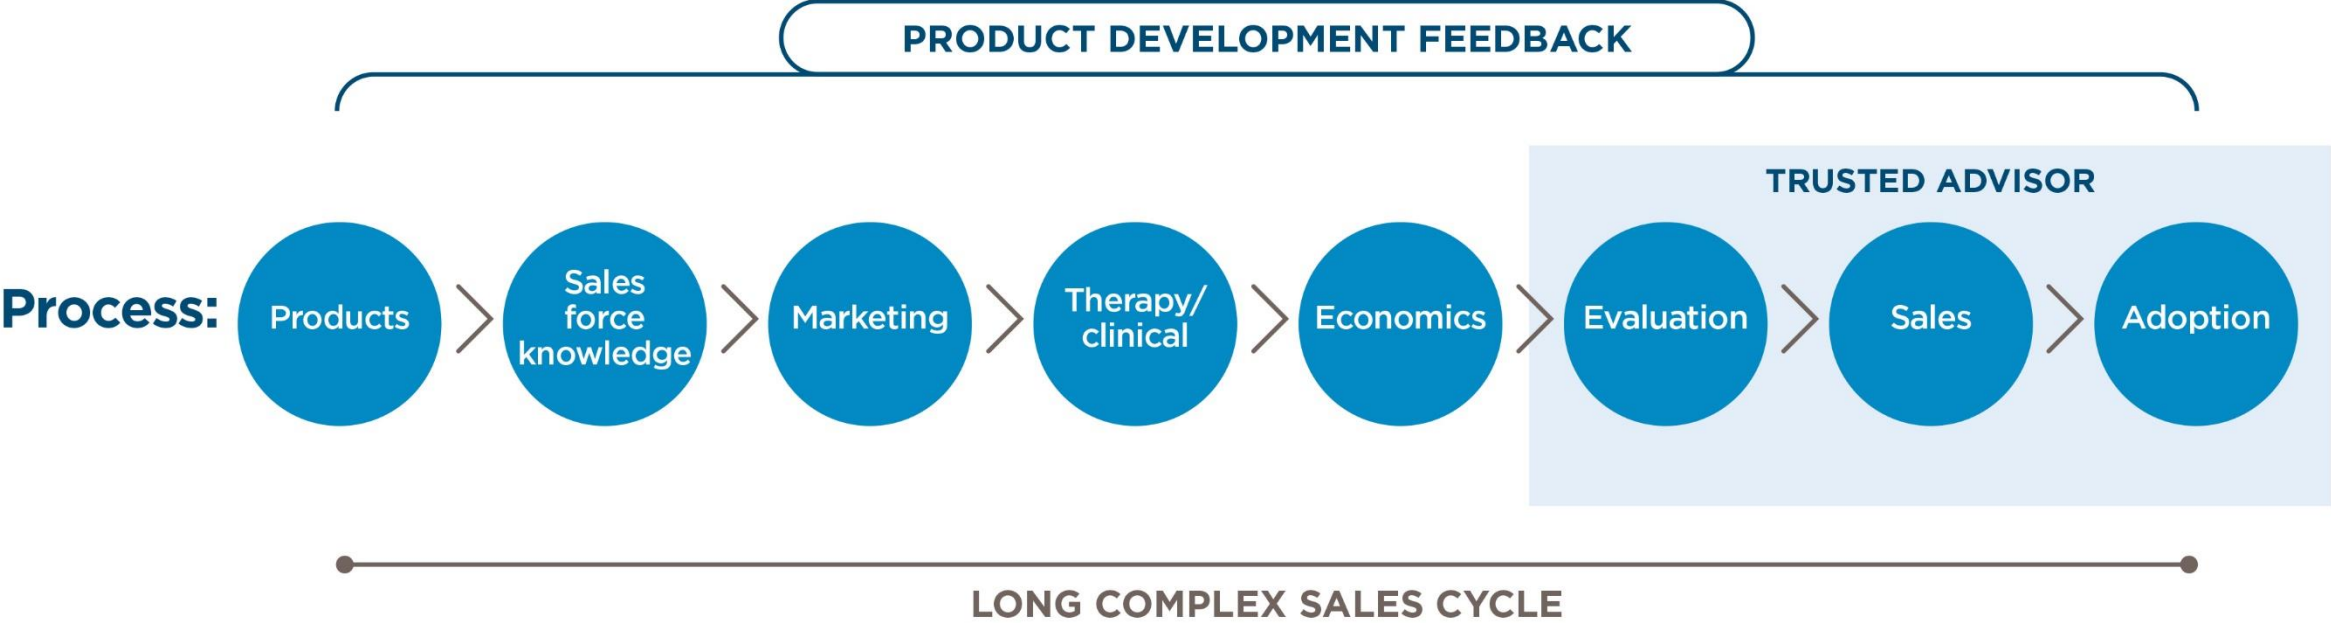 PRODUCT DEVELOPMENT FEEDBACK
TRUSTED ADVISOR
Process:
Products
Sales
force
knowledge
Marketing
Therapy/
clinical
Economics
Evaluation
Sales
Adoption
LONG COMPLEX SALES CYCLE